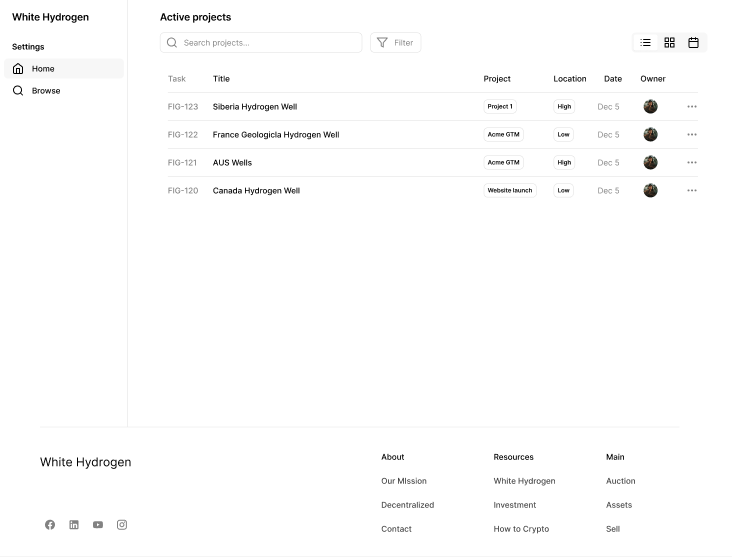 White Hydrogen
Settings
Home
Browse
Active projects
Search projects...
Filter
Task Title Project Location Date Owner
FIG-123 Siberia Hydrogen Well Project 1 High Dec 5
FIG-122 France Geologicla Hydrogen Well Acme GTM Low Dec 5
FIG-121 AUS Wells Acme GTM High Dec 5
FIG-120 Canada Hydrogen Well Website launch Low Dec 5
White Hydrogen
About
Our MIssion
Decentralized
Contact
Resources
White Hydrogen
Investment
How to Crypto
Main
Auction
Assets
Sell